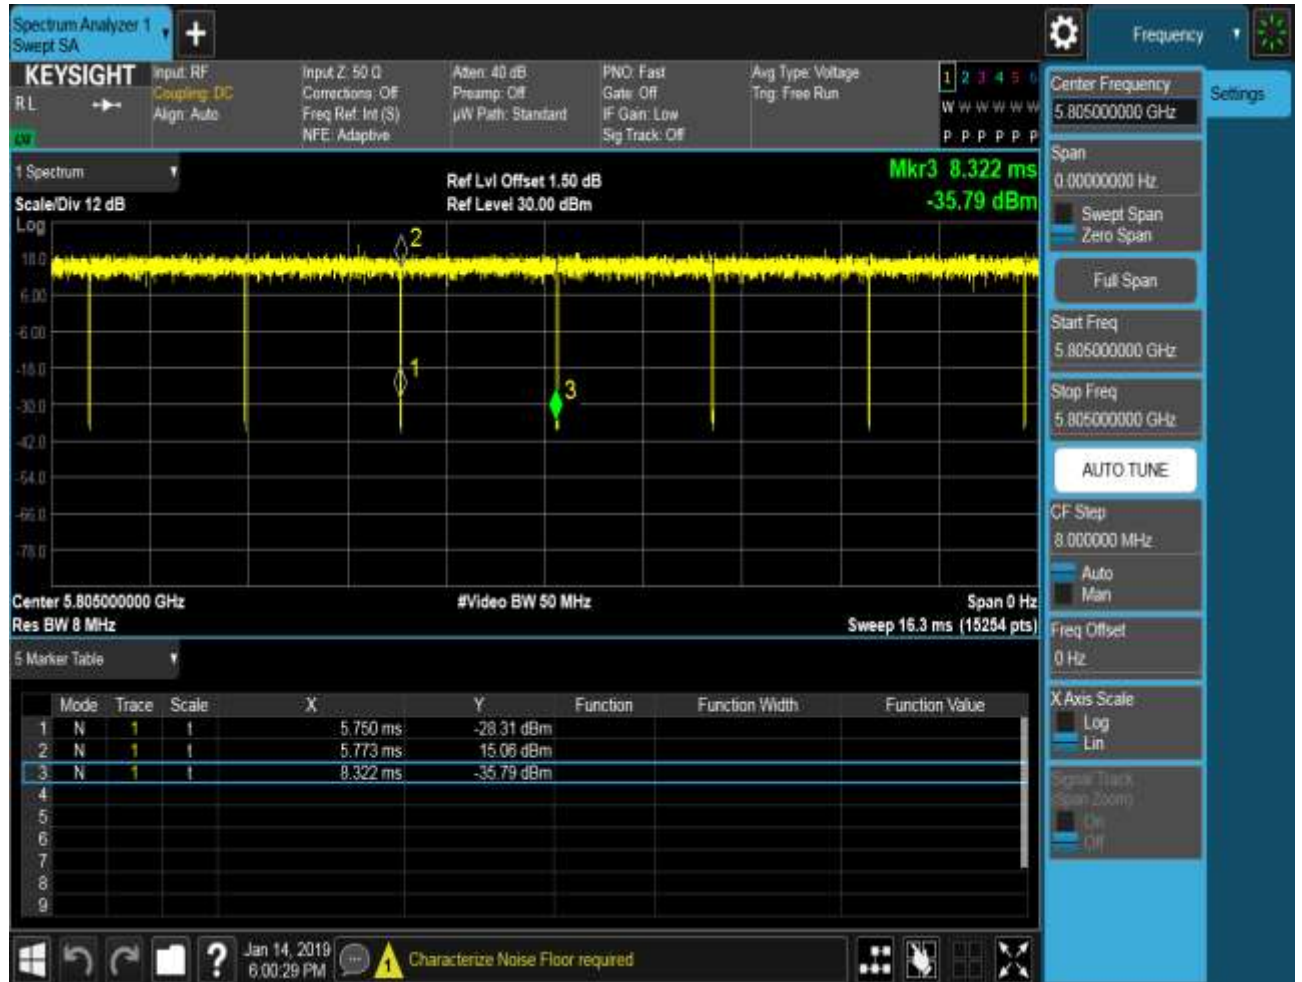 Spectrum Analyzer 1
Swept SA
Frequency
KEYSIGHT
RL
Input: RF
Coupling: DC
Align: Auto
Input Z: 50 Ω
Corrections: Off
Freq Ref: Int (S)
NFE: Adaptive
Atten: 40 dB
Preamp: Off
µW Path: Standard
PNO: Fast
Gate: Off
IF Gain: Low
Sig Track: Off
Avg Type: Voltage
Trig: Free Run
1 2 3 4 5 6
W W W W W W
P P P P P P
1 Spectrum
Scale/Div 12 dB
Log
Ref Lvl Offset 1.50 dB
Ref Level 30.00 dBm
Mkr3 8.322 ms
-35.79 dBm
18.0
6.00
-6.00
-18.0
-30.0
-42.0
-54.0
-66.0
-78.0
2
1
3
Center 5.805000000 GHz
Res BW 8 MHz
#Video BW 50 MHz
Span 0 Hz
Sweep 16.3 ms (15254 pts)
5 Marker Table
Mode Trace Scale X Y Function Function Width Function Value
1 N 1 t 5.750 ms -28.31 dBm
2 N 1 t 5.773 ms 15.06 dBm
3 N 1 t 8.322 ms -35.79 dBm
4
5
6
7
8
9
Jan 14, 2019
6:00:29 PM
Characterize Noise Floor required
Settings
Center Frequency
5.805000000 GHz
Span
0.00000000 Hz
Swept Span
Zero Span
Full Span
Start Freq
5.805000000 GHz
Stop Freq
5.805000000 GHz
AUTO TUNE
CF Step
8.000000 MHz
Auto
Man
Freq Offset
0 Hz
X Axis Scale
Log
Lin
Signal Track
(Span Zoom)
On
Off